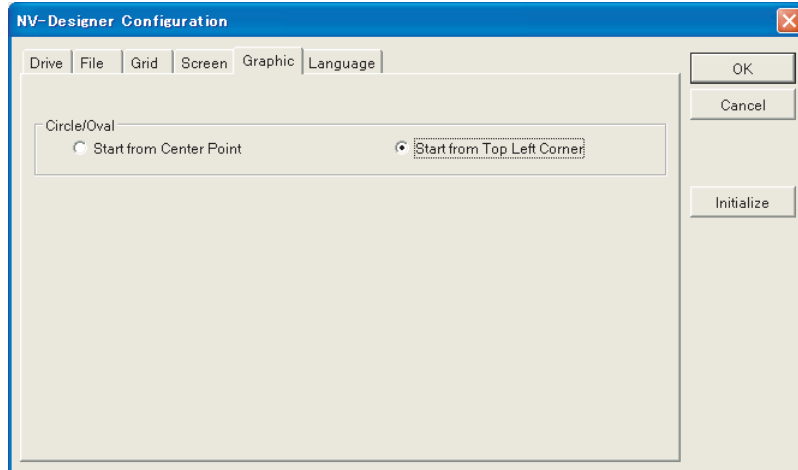 NV-Designer Configuration
Drive File Grid Screen Graphic Language
OK
Cancel
Circle/Oval
Start from Center Point Start from Top Left Corner
Initialize